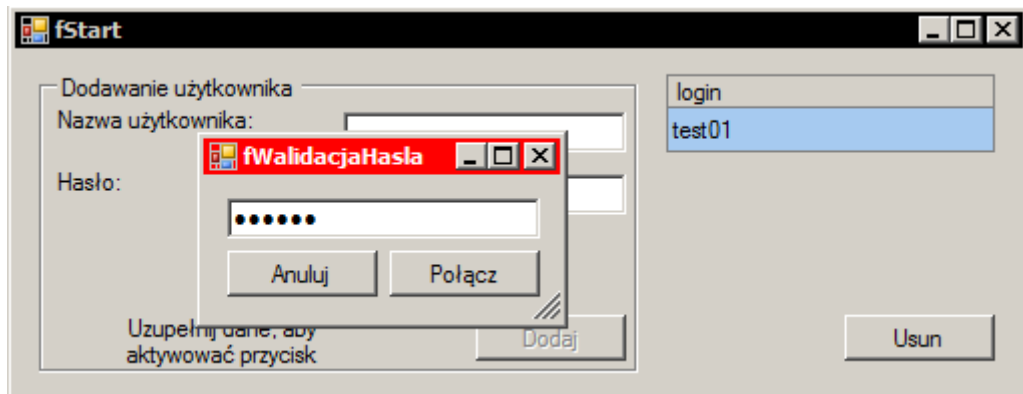 fStart
Dodawanie użytkownika
Nazwa użytkownika:
Hasło:
fWalidacjaHasla
●●●●●●
Anuluj
Połącz
Uzupełnij dane, aby
aktywować przycisk
Dodaj
login
test01
Usun